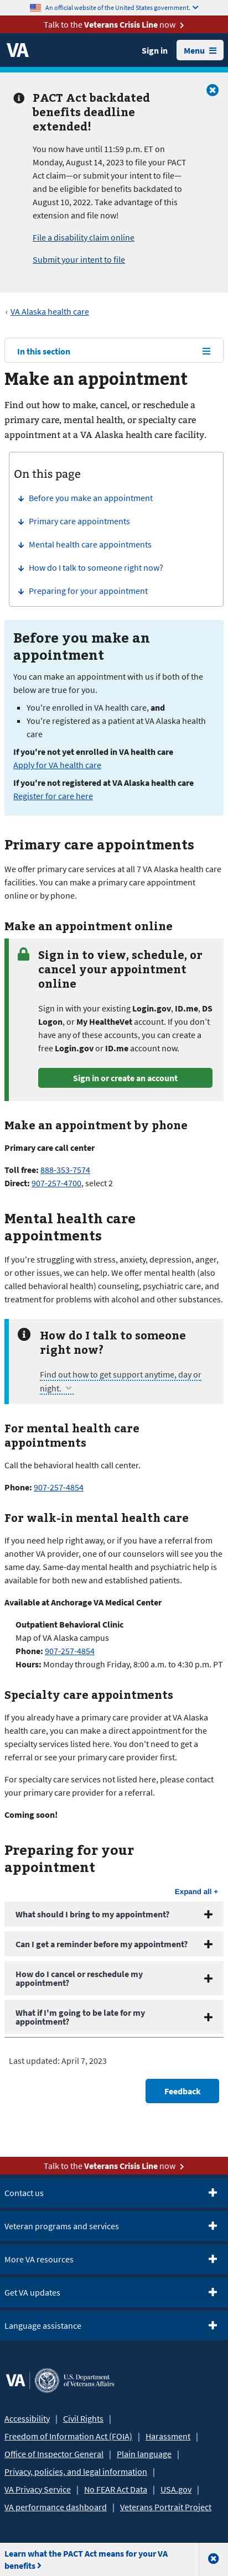 An official website of the United States government.
Talk to the Veterans Crisis Line now
VA
Sign in
Menu
PACT Act backdated
benefits deadline
extended!
You now have until 11:59 p.m. ET on
Monday, August 14, 2023 to file your PACT
Act claim—or submit your intent to file—
and be eligible for benefits backdated to
August 10, 2022. Take advantage of this
extension and file now!
File a disability claim online
Submit your intent to file
‹ VA Alaska health care
In this section
Make an appointment
Find out how to make, cancel, or reschedule a
primary care, mental health, or specialty care
appointment at a VA Alaska health care facility.
On this page
Before you make an appointment
Primary care appointments
Mental health care appointments
How do I talk to someone right now?
Preparing for your appointment
Before you make an
appointment
You can make an appointment with us if both of the
below are true for you.
You're enrolled in VA health care, and
You're registered as a patient at VA Alaska health
care
If you're not yet enrolled in VA health care
Apply for VA health care
If you're not registered at VA Alaska health care
Register for care here
Primary care appointments
We offer primary care services at all 7 VA Alaska health care
facilities. You can make a primary care appointment
online or by phone.
Make an appointment online
Sign in to view, schedule, or
cancel your appointment
online
Sign in with your existing Login.gov, ID.me, DS
Logon, or My HealtheVet account. If you don't
have any of these accounts, you can create a
free Login.gov or ID.me account now.
Sign in or create an account
Make an appointment by phone
Primary care call center
Toll free: 888-353-7574
Direct: 907-257-4700, select 2
Mental health care
appointments
If you're struggling with stress, anxiety, depression, anger,
or other issues, we can help. We offer mental health (also
called behavioral health) counseling, psychiatric care, and
treatment for problems with alcohol and other substances.
How do I talk to someone
right now?
Find out how to get support anytime, day or
night.
For mental health care
appointments
Call the behavioral health call center.
Phone: 907-257-4854
For walk-in mental health care
If you need help right away, or if you have a referral from
another VA provider, one of our counselors will see you the
same day. Same-day mental health and psychiatric help is
available for both new and established patients.
Available at Anchorage VA Medical Center
Outpatient Behavioral Clinic
Map of VA Alaska campus
Phone: 907-257-4854
Hours: Monday through Friday, 8:00 a.m. to 4:30 p.m. PT
Specialty care appointments
If you already have a primary care provider at VA Alaska
health care, you can make a direct appointment for the
specialty services listed here. You don't need to get a
referral or see your primary care provider first.
For specialty care services not listed here, please contact
your primary care provider for a referral.
Coming soon!
Preparing for your
appointment
Expand all +
What should I bring to my appointment?
Can I get a reminder before my appointment?
How do I cancel or reschedule my
appointment?
What if I'm going to be late for my
appointment?
Last updated: April 7, 2023
Feedback
Talk to the Veterans Crisis Line now
Contact us
Veteran programs and services
More VA resources
Get VA updates
Language assistance
VA U.S. Department
of Veterans Affairs
Accessibility | Civil Rights |
Freedom of Information Act (FOIA) | Harassment |
Office of Inspector General | Plain language |
Privacy, policies, and legal information |
VA Privacy Service | No FEAR Act Data | USA.gov |
VA performance dashboard | Veterans Portrait Project
Learn what the PACT Act means for your VA
benefits